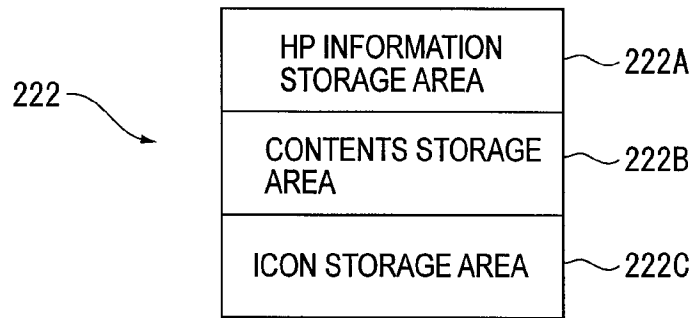 HP INFORMATION
STORAGE AREA
222A
222
CONTENTS STORAGE
AREA
222B
ICON STORAGE AREA
222C